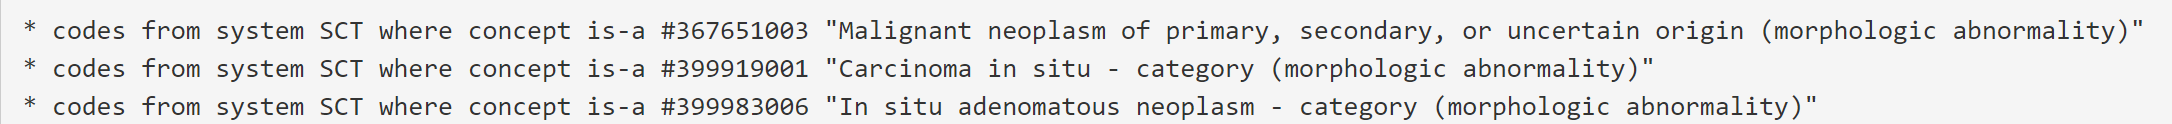 * codes from system SCT where concept is-a #367651003 "Malignant neoplasm of primary, secondary, or uncertain origin (morphologic abnormality)"
* codes from system SCT where concept is-a #399919001 "Carcinoma in situ - category (morphologic abnormality)"
* codes from system SCT where concept is-a #399983006 "In situ adenomatous neoplasm - category (morphologic abnormality)"